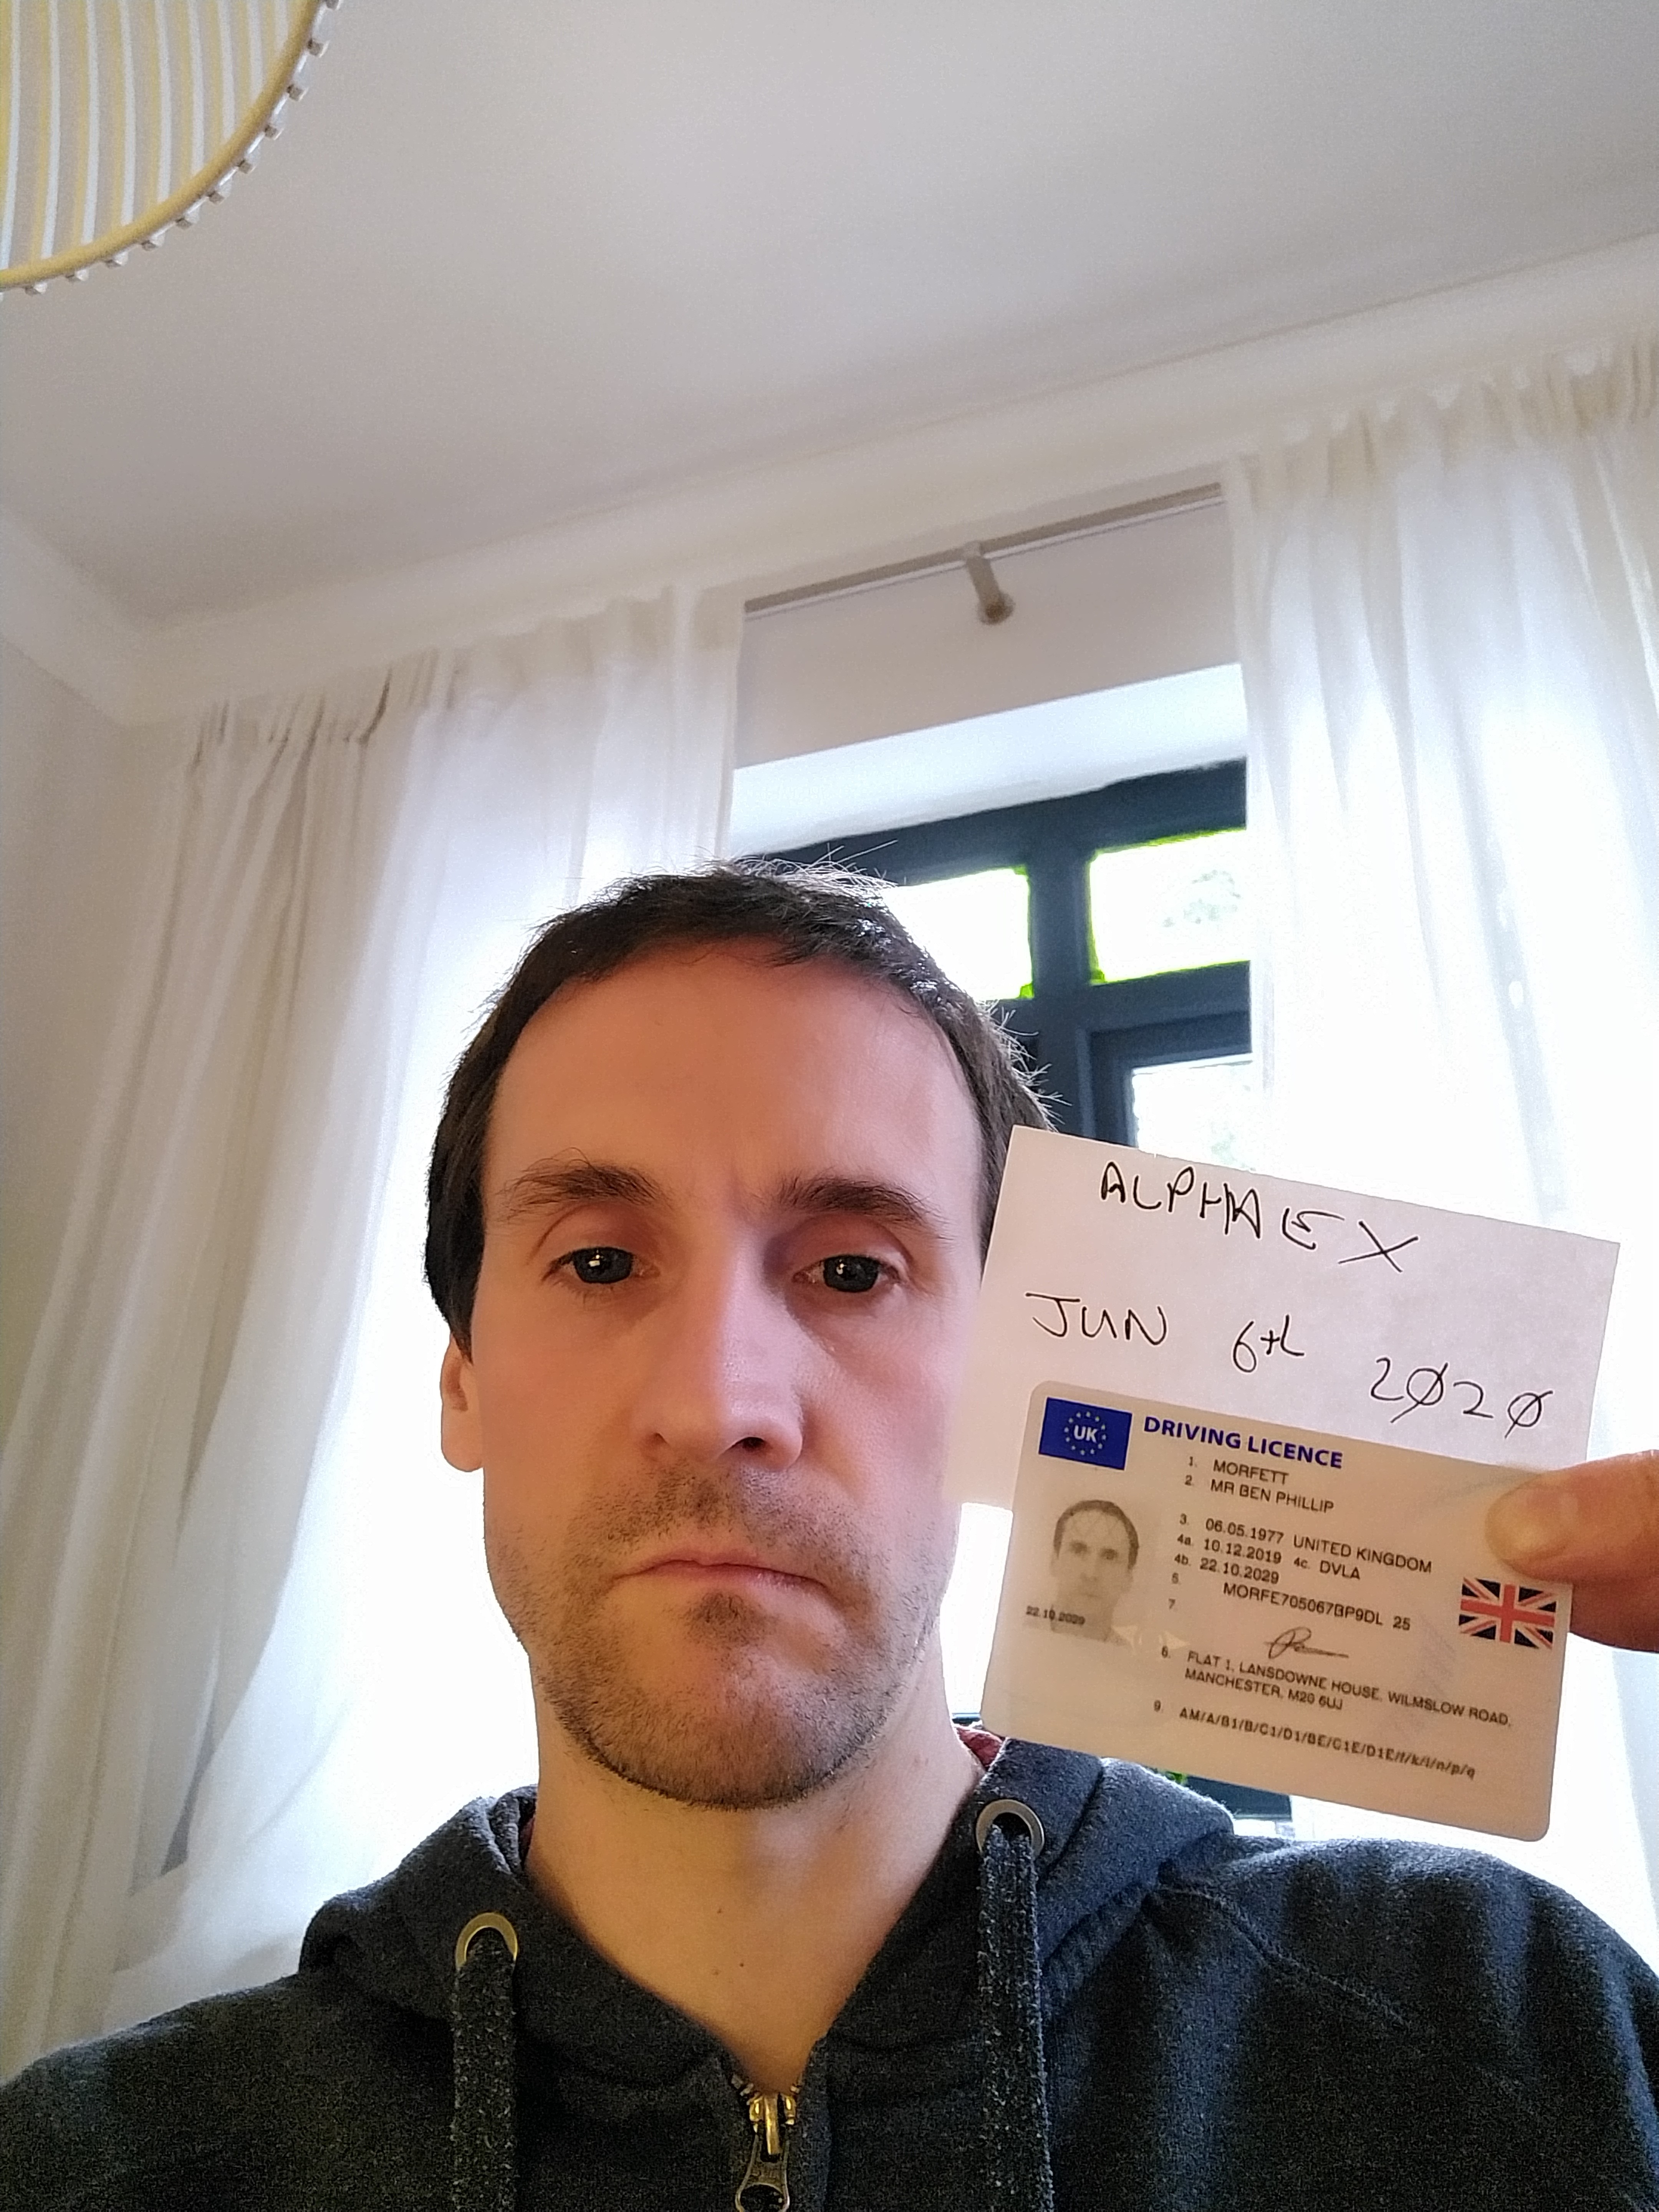 ALPHAEX
JUN 6th 2020
UK
DRIVING LICENCE
1. MORFETT
2. MR BEN PHILLIP
3. 06.05.1977 UNITED KINGDOM
4a. 10.12.2019 4c. DVLA
4b. 22.10.2029
5. MORFE705067BP9DL 25
7.
22.10.2029
8. FLAT 1, LANSDOWNE HOUSE, WILMSLOW ROAD,
MANCHESTER, M20 6UJ
9. AM/A/B1/B/C1/D1/BE/C1E/D1E/f/k/l/n/p/q